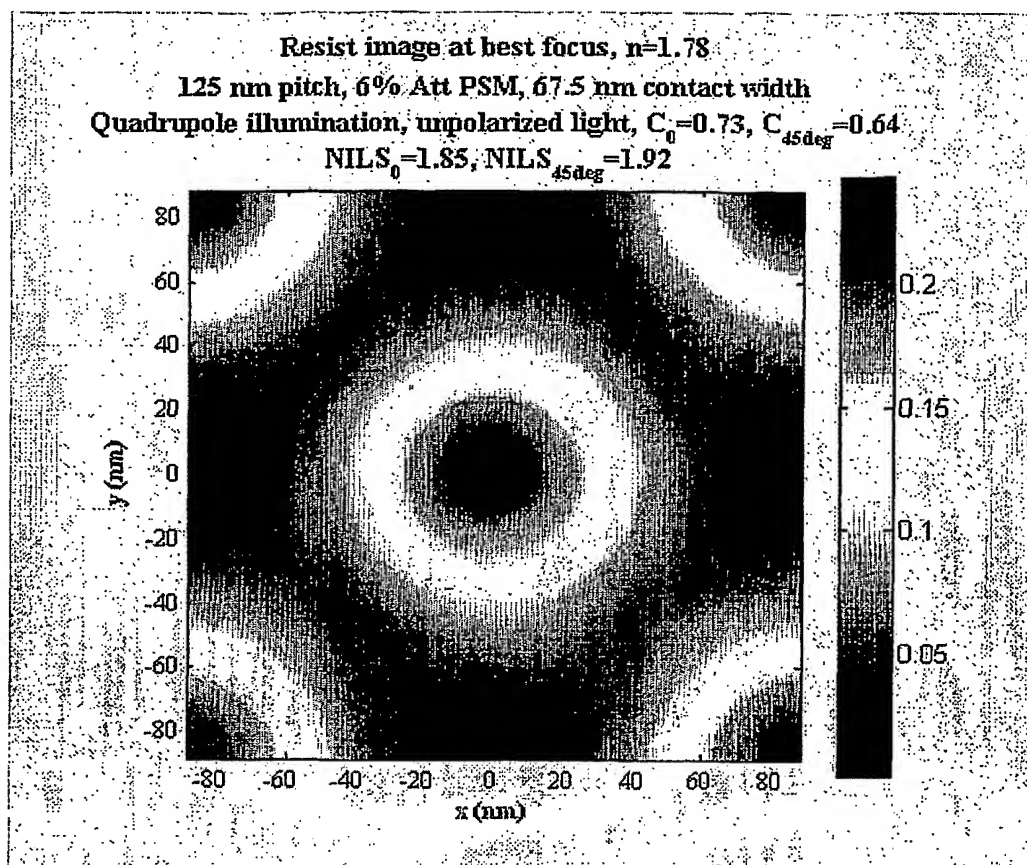 Resist image at best focus, n=1.78
125 nm pitch, 6% Att PSM, 67.5 nm contact width
Quadrupole illumination, unpolarized light, C0=0.73, C45deg=0.64
NILS0=1.85, NILS45deg=1.92
80
60
40
20
0
-20
-40
-60
-80
y (nm)
-80 -60 -40 -20 0 20 40 60 80
x (nm)
0.2
0.15
0.1
0.05